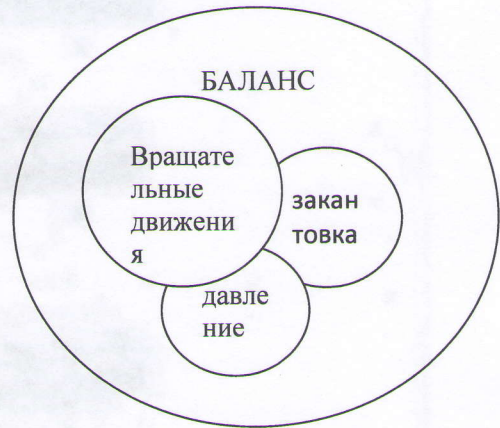 БАЛАНС
Вращате
льные
движени
я
закан
товка
давле
ние